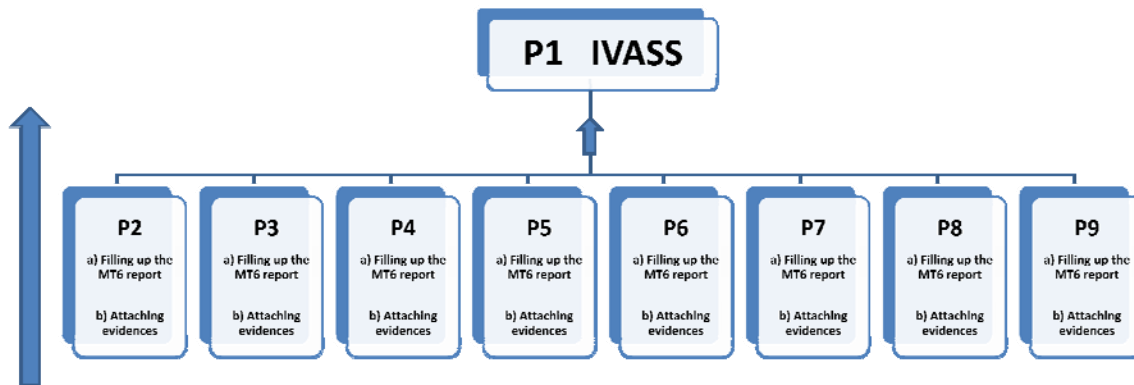 P1 IVASS
P2
a) Filling up the
MT6 report
b) Attaching
evidences
P3
a) Filling up the
MT6 report
b) Attaching
evidences
P4
a) Filling up the
MT6 report
b) Attaching
evidences
P5
a) Filling up the
MT6 report
b) Attaching
evidences
P6
a) Filling up the
MT6 report
b) Attaching
evidences
P7
a) Filling up the
MT6 report
b) Attaching
evidences
P8
a) Filling up the
MT6 report
b) Attaching
evidences
P9
a) Filling up the
MT6 report
b) Attaching
evidences